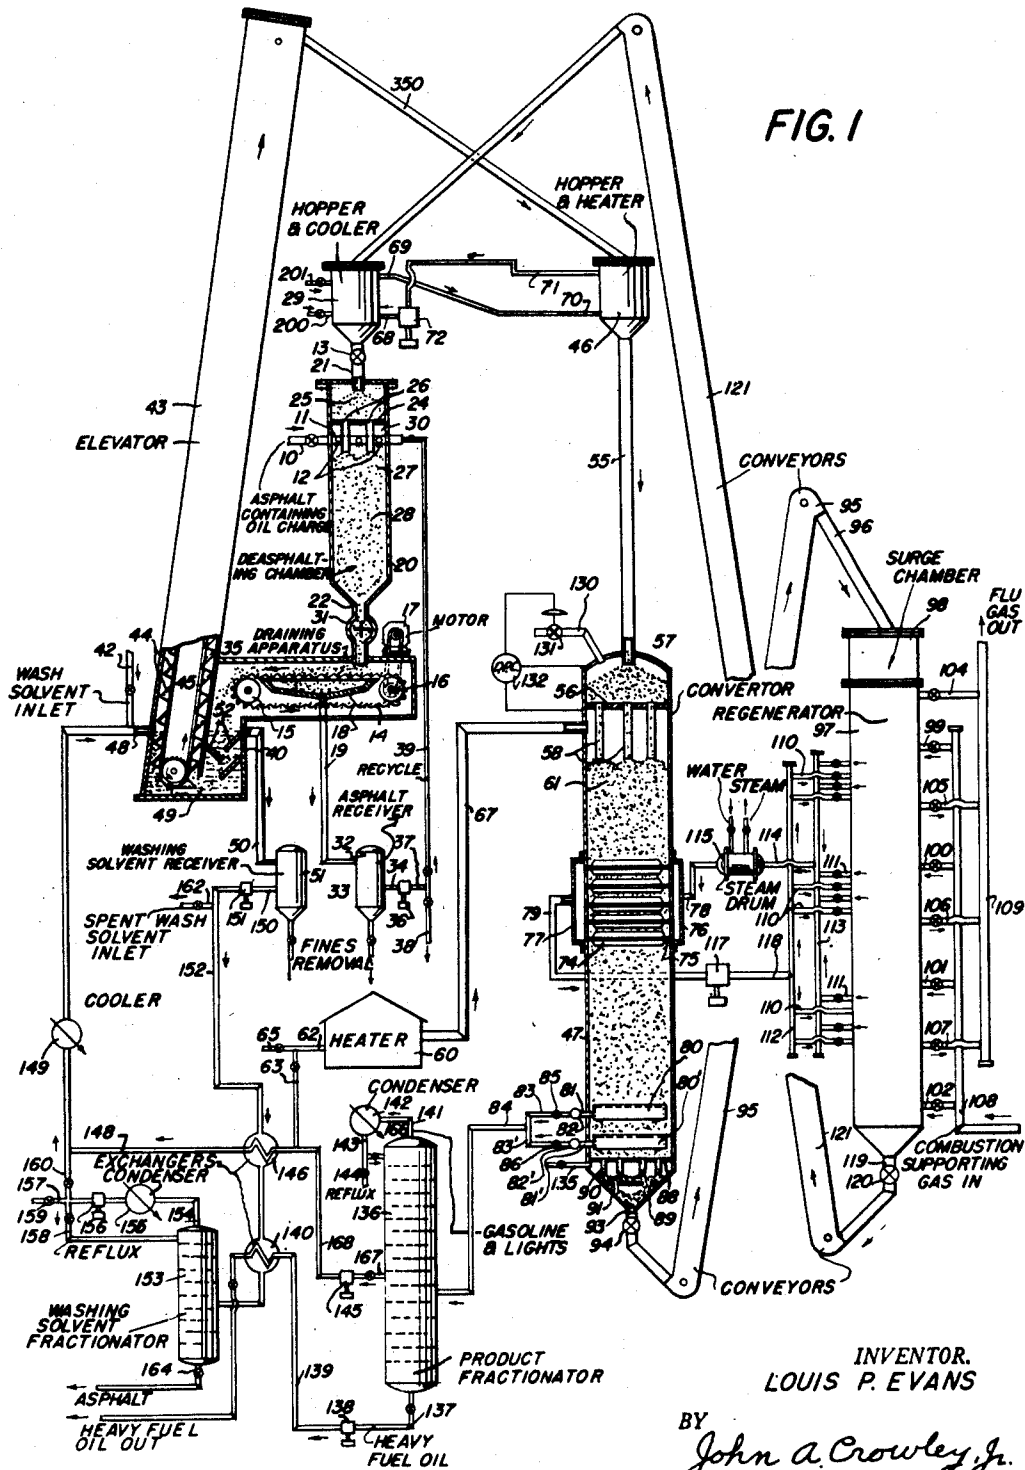 FIG. 1
350
HOPPER
& COOLER
HOPPER
& HEATER
69
201
29
200
71
70
68
72
46
13
21
26
25
24
11
30
10
12
27
43
ELEVATOR
121
55
ASPHALT
CONTAINING
OIL CHARGE
28
CONVEYORS
95
96
DEASPHALT-
ING CHAMBER
20
SURGE
CHAMBER
FLU
GAS
OUT
22
31
17
MOTOR
DRAINING
APPARATUS
130
131
132
57
98
44
35
42
45
WASH
SOLVENT
INLET
16
56
CONVERTOR
104
REGENERATOR
97
52
48
40
15
18
14
19
39
58
99
110
49
RECYCLE
61
WATER
STEAM
105
ASPHALT
RECEIVER
67
50
WASHING
SOLVENT RECEIVER
32
37
115
114
100
162
51
33
34
STEAM
DRUM
111
79
78
76
77
106
109
110
113
SPENT WASH
SOLVENT
INLET
151
150
36
38
FINES
REMOVAL
74
75
117
118
101
152
111
COOLER
110
107
149
65
62
HEATER
60
63
47
80
112
80'
CONDENSER
142
141
166
83
85
81
84
95
102
108
148
143
82
83'
121
EXCHANGERS
CONDENSER
146
144
86
82'
81'
135
160
157
REFLUX
136
90
91
88
89
119
120
COMBUSTION
SUPPORTING
GAS IN
159
158
156
155
154
93
94
REFLUX
140
168
167
GASOLINE
& LIGHTS
153
145
CONVEYORS
WASHING
SOLVENT
FRACTIONATOR
164
139
PRODUCT
FRACTIONATOR
INVENTOR.
LOUIS P. EVANS
ASPHALT
138
137
HEAVY FUEL
OIL OUT
HEAVY
FUEL OIL
BY
John A. Crowley, Jr.